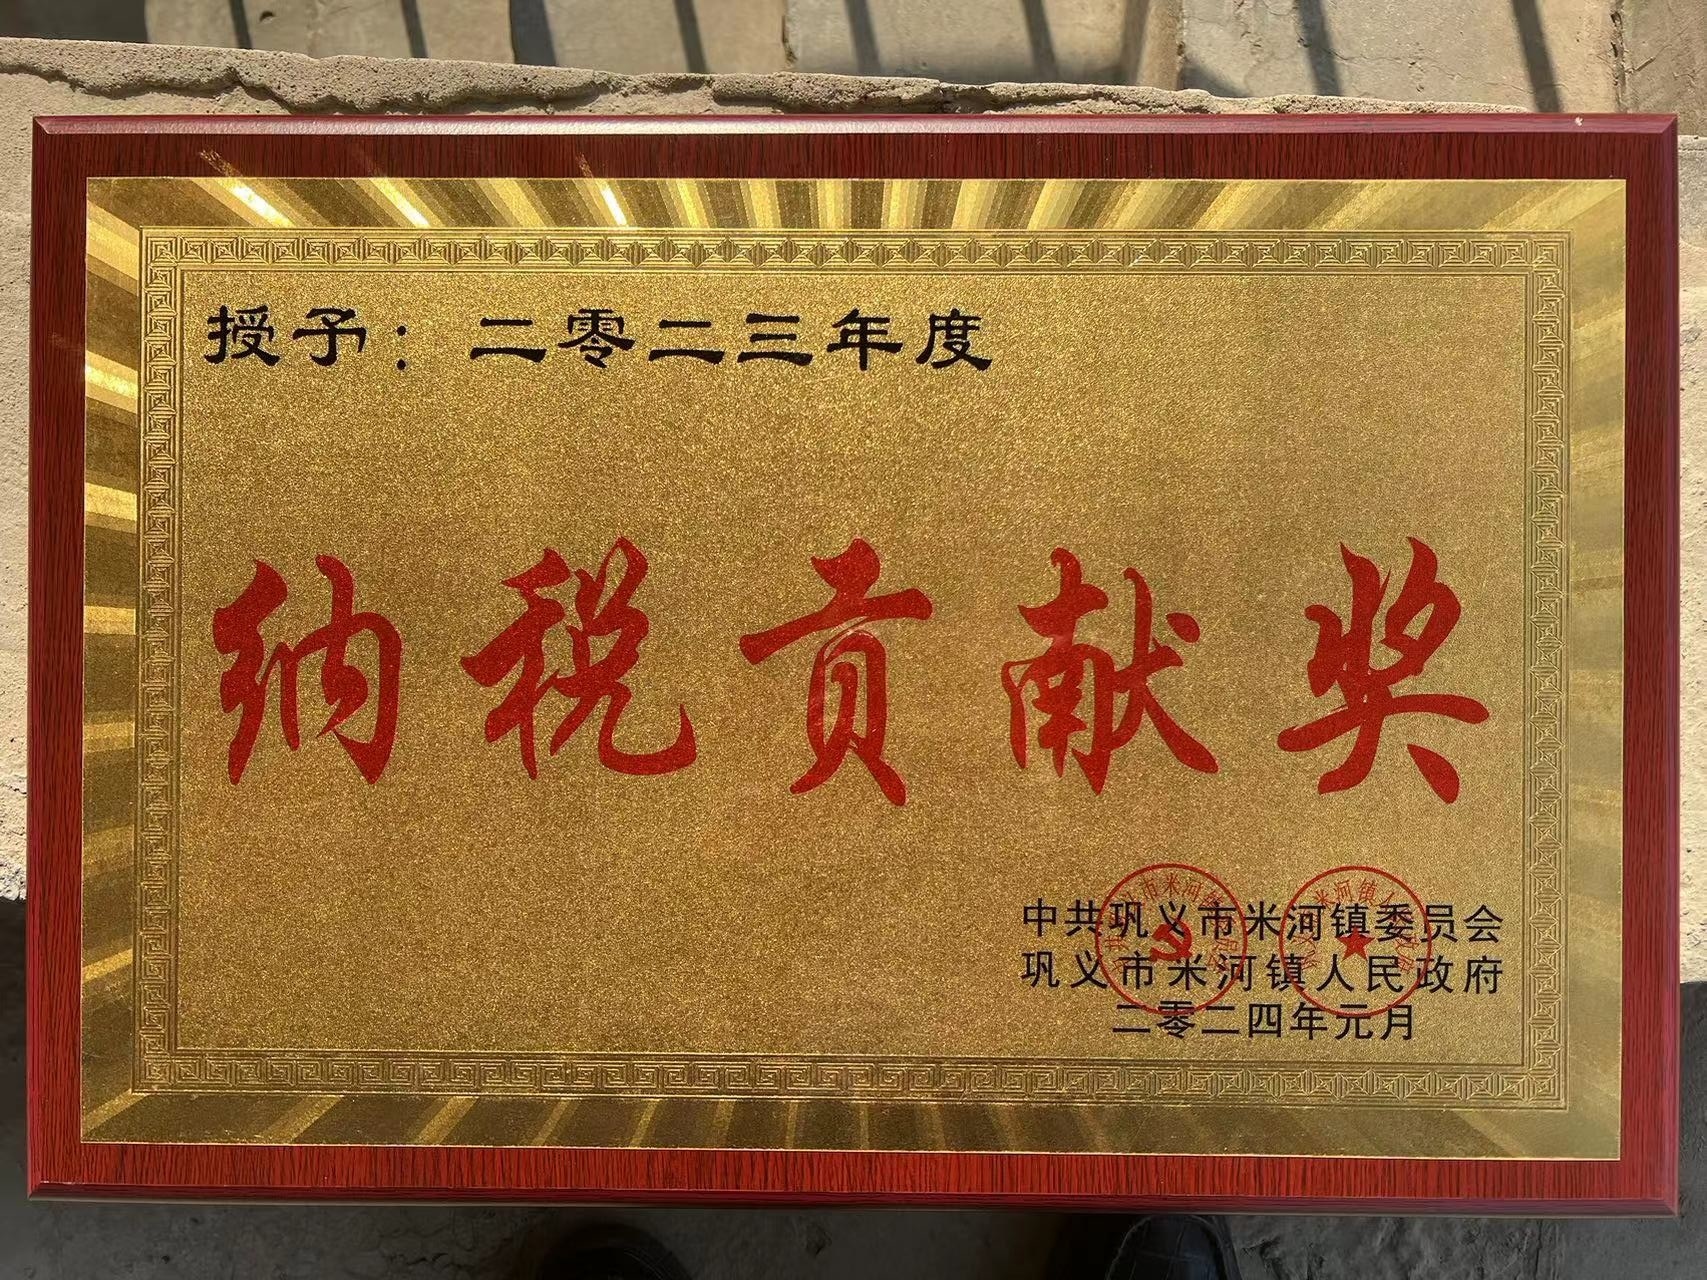 授予：二零二三年度
纳税贡献奖
中共巩义市米河镇委员会
巩义市米河镇人民政府
二零二四年元月